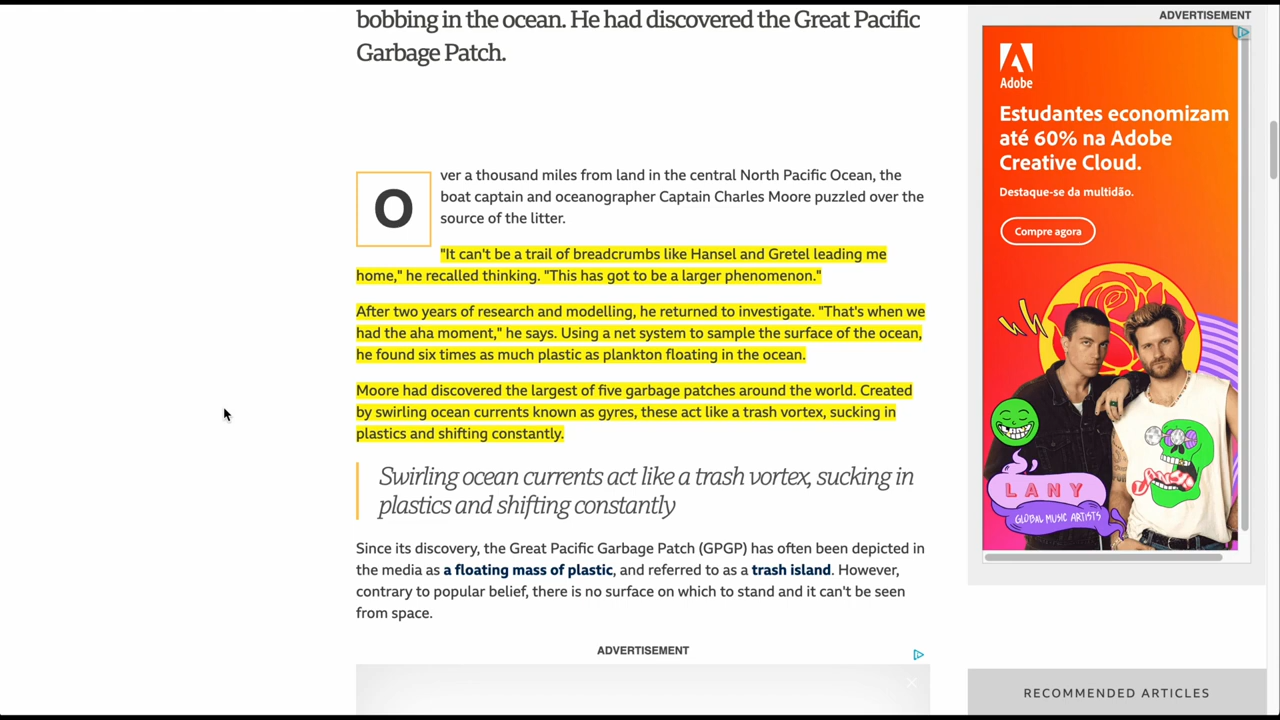 bobbing in the ocean. He had discovered the Great Pacific
Garbage Patch.
Over a thousand miles from land in the central North Pacific Ocean, the
boat captain and oceanographer Captain Charles Moore puzzled over the
source of the litter.
"It can't be a trail of breadcrumbs like Hansel and Gretel leading me
home," he recalled thinking. "This has got to be a larger phenomenon."
After two years of research and modelling, he returned to investigate. "That's when we
had the aha moment," he says. Using a net system to sample the surface of the ocean,
he found six times as much plastic as plankton floating in the ocean.
Moore had discovered the largest of five garbage patches around the world. Created
by swirling ocean currents known as gyres, these act like a trash vortex, sucking in
plastics and shifting constantly.
Swirling ocean currents act like a trash vortex, sucking in
plastics and shifting constantly
Since its discovery, the Great Pacific Garbage Patch (GPGP) has often been depicted in
the media as a floating mass of plastic, and referred to as a trash island. However,
contrary to popular belief, there is no surface on which to stand and it can't be seen
from space.
ADVERTISEMENT
ADVERTISEMENT
Adobe
Estudantes economizam
até 60% na Adobe
Creative Cloud.
Destaque-se da multidão.
Compre agora
LANY
GLOBAL MUSIC ARTISTS
RECOMMENDED ARTICLES